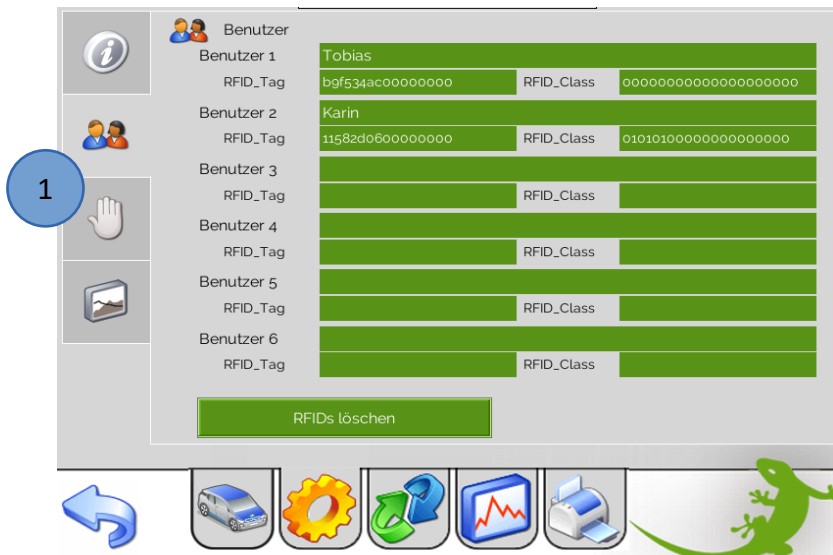 Benutzer
Benutzer 1 Tobias
RFID_Tag b9f534ac00000000 RFID_Class 00000000000000000000
Benutzer 2 Karin
RFID_Tag 11582d0600000000 RFID_Class 01010100000000000000
1
Benutzer 3
RFID_Tag RFID_Class
Benutzer 4
RFID_Tag RFID_Class
Benutzer 5
RFID_Tag RFID_Class
Benutzer 6
RFID_Tag RFID_Class
RFIDs löschen